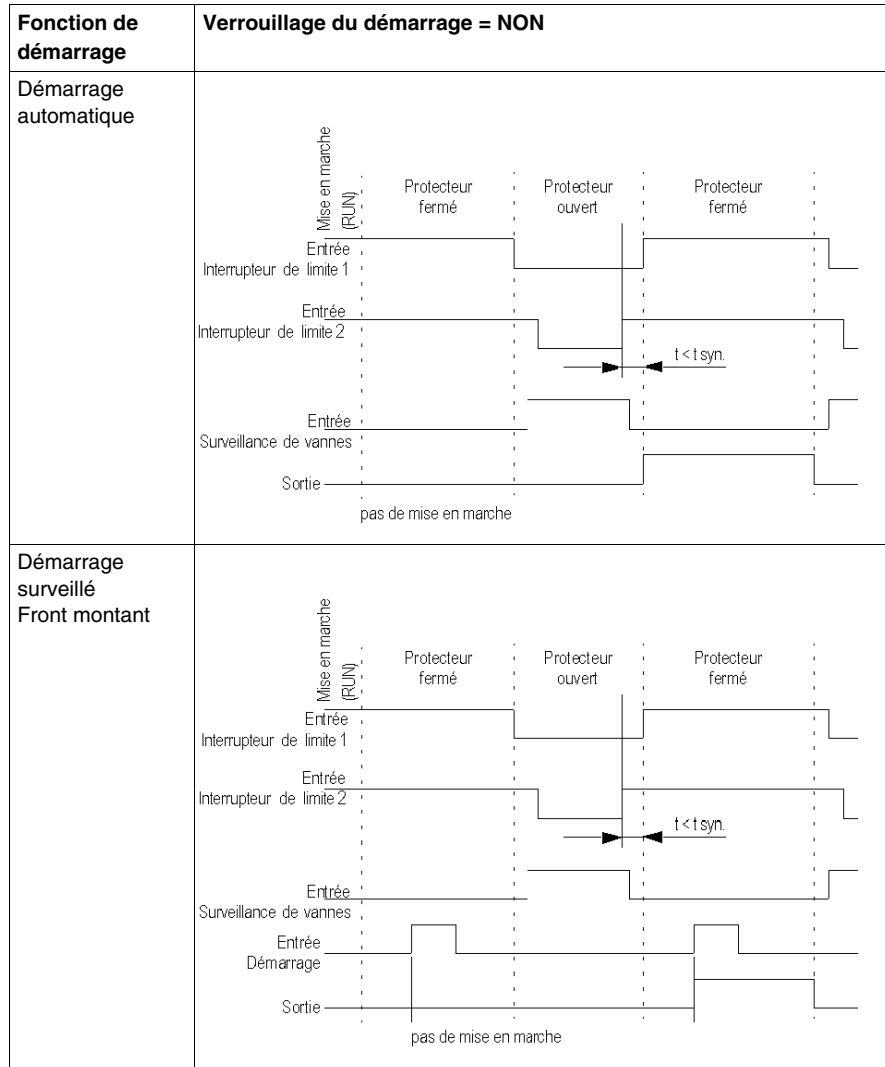 Fonction de
démarrage
Verrouillage du démarrage = NON
Démarrage
automatique
Mise en marche
(RUN)
Protecteur
fermé
Protecteur
ouvert
Protecteur
fermé
Entrée
Interrupteur de limite 1
Entrée
Interrupteur de limite 2
t < t syn.
Entrée
Surveillance de vannes
Sortie
pas de mise en marche
Démarrage
surveillé
Front montant
Mise en marche
(RUN)
Protecteur
fermé
Protecteur
ouvert
Protecteur
fermé
Entrée
Interrupteur de limite 1
Entrée
Interrupteur de limite 2
t < t syn.
Entrée
Surveillance de vannes
Entrée
Démarrage
Sortie
pas de mise en marche